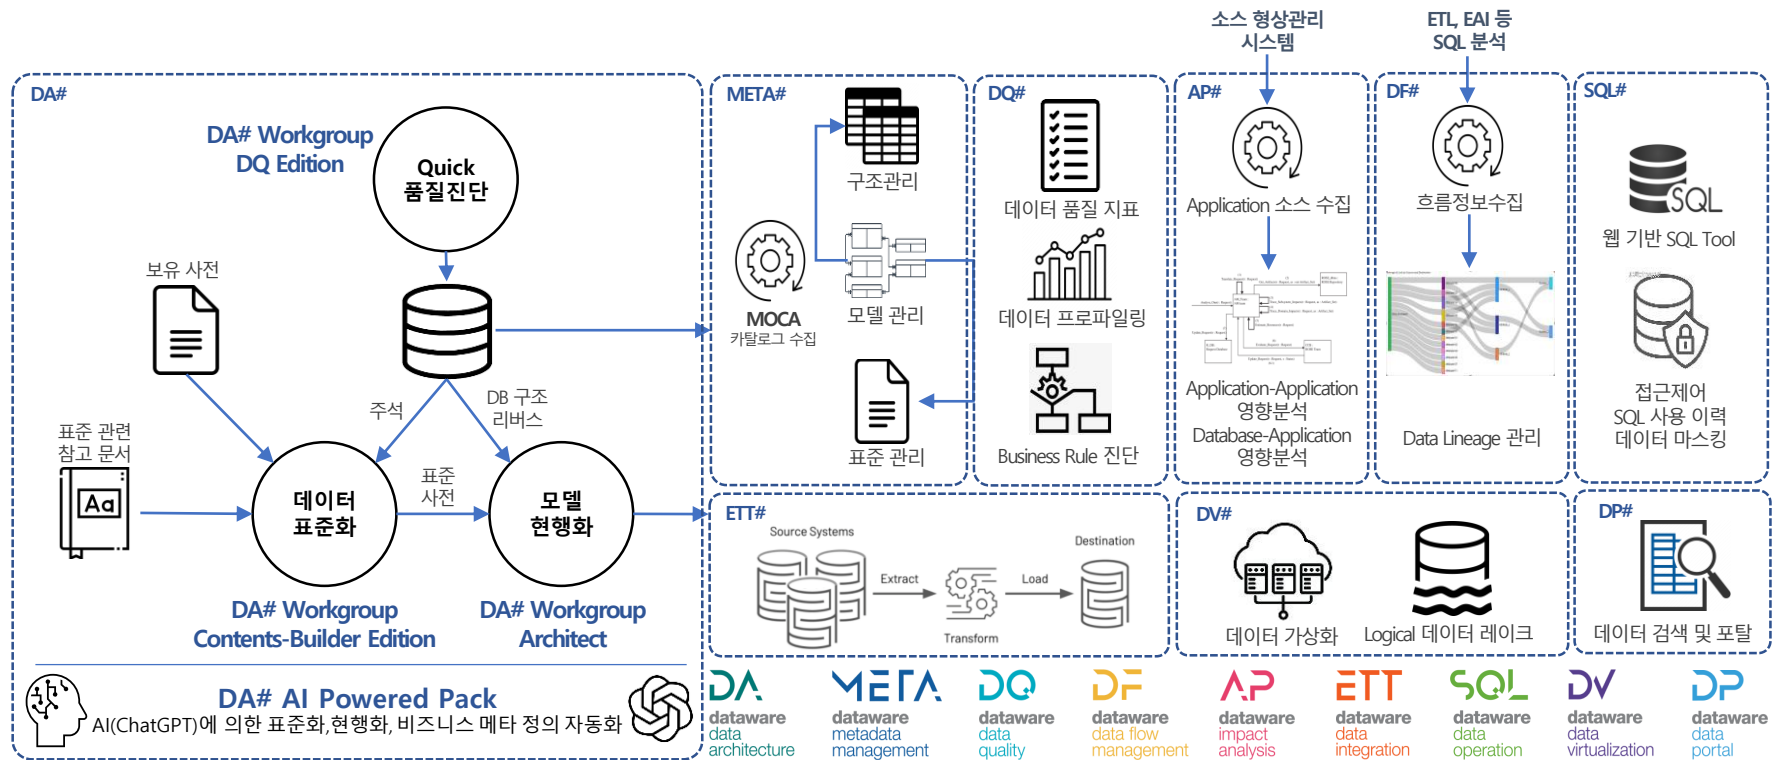 소스 형상관리
시스템
ETL, EAI 등
SQL 분석
DA#
DA# Workgroup
DQ Edition
Quick
품질진단
보유 사전
주석
DB 구조
리버스
표준 관련
참고 문서
Aa
데이터
표준화
표준
사전
모델
현행화
DA# Workgroup
Contents-Builder Edition
DA# Workgroup
Architect
DA# AI Powered Pack
AI(ChatGPT)에 의한 표준화,현행화, 비즈니스 메타 정의 자동화
META#
구조관리
MOCA
카탈로그 수집
모델 관리
표준 관리
DQ#
데이터 품질 지표
데이터 프로파일링
Business Rule 진단
AP#
Application 소스 수집
Application-Application
영향분석
Database-Application
영향분석
DF#
흐름정보수집
Data Lineage 관리
SQL#
SQL
웹 기반 SQL Tool
접근제어
SQL 사용 이력
데이터 마스킹
ETT#
Source Systems
Extract
Transform
Load
Destination
DV#
데이터 가상화
Logical 데이터 레이크
DP#
데이터 검색 및 포탈
DA
dataware
data
architecture
META
dataware
metadata
management
DQ
dataware
data
quality
DF
dataware
data flow
management
AP
dataware
impact
analysis
ETT
dataware
data
integration
SQL
dataware
data
operation
DV
dataware
data
virtualization
DP
dataware
data
portal